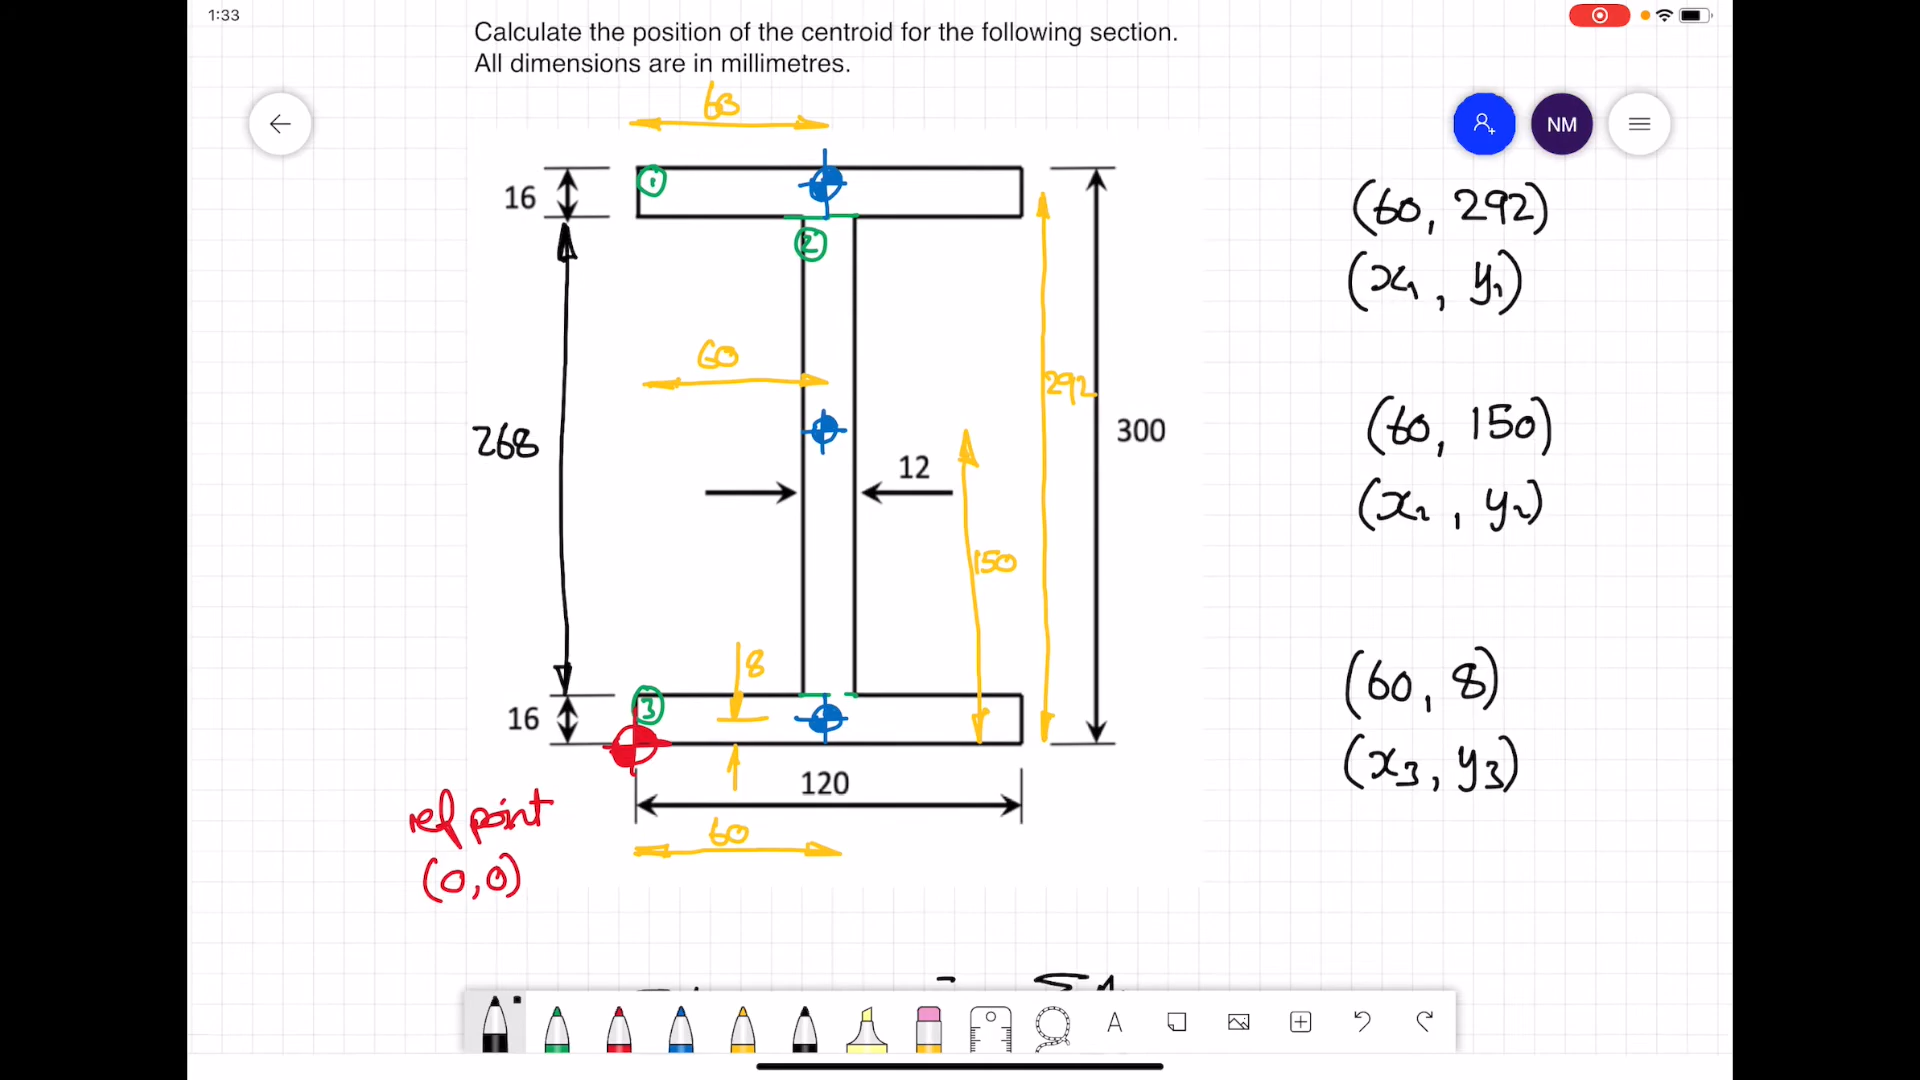 1:33
Calculate the position of the centroid for the following section.
All dimensions are in millimetres.
NM
60
16
1
(60, 292)
(x1, y1)
2
60
292
268
300
(60, 150)
(x2, y2)
12
150
8
16
3
(60, 8)
(x3, y3)
120
ref point
60
(0,0)
A